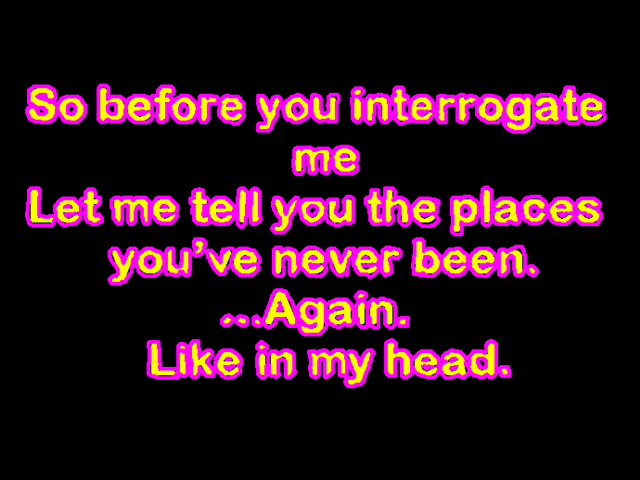 So before you interrogate
me
Let me tell you the places
you've never been.
...Again.
Like in my head.